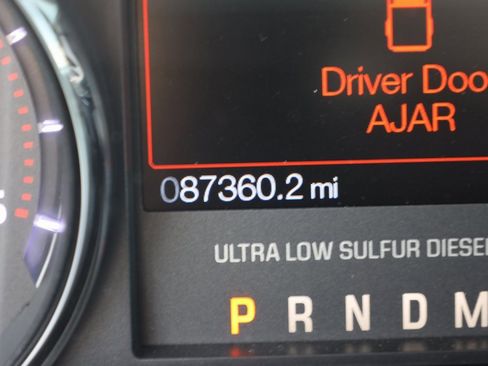 Driver Doo
AJAR
087360.2 mi
ULTRA LOW SULFUR DIESE
P R N D M